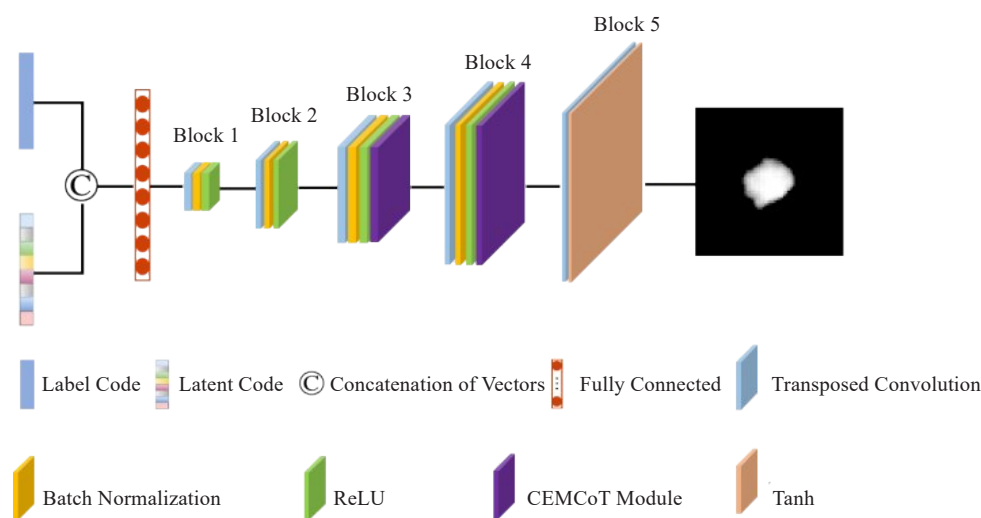 Block 1
Block 2
Block 3
Block 4
Block 5
C
Label Code
Latent Code
C Concatenation of Vectors
Fully Connected
Transposed Convolution
Batch Normalization
ReLU
CEMCoT Module
Tanh